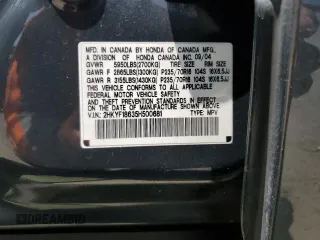 MFD. IN CANADA BY HONDA OF CANADA MFG.,
A DIVISION OF HONDA CANADA INC. 09/04
GVWR 5950LBS(2700KG) TIRE SIZE RIM SIZE
GAWR F 2865LBS(1300KG) P235/70R16 104S 16X6.5JJ
GAWR R 3155LBS(1430KG) P235/70R16 104S 16X6.5JJ
THIS VEHICLE CONFORMS TO ALL APPLICABLE
FEDERAL MOTOR VEHICLE SAFETY AND
THEFT PREVENTION STANDARDS IN EFFECT ON
THE DATE OF MANUFACTURE SHOWN ABOVE.
V.I.N.: 2HKYF18635H500681 TYPE: MPV